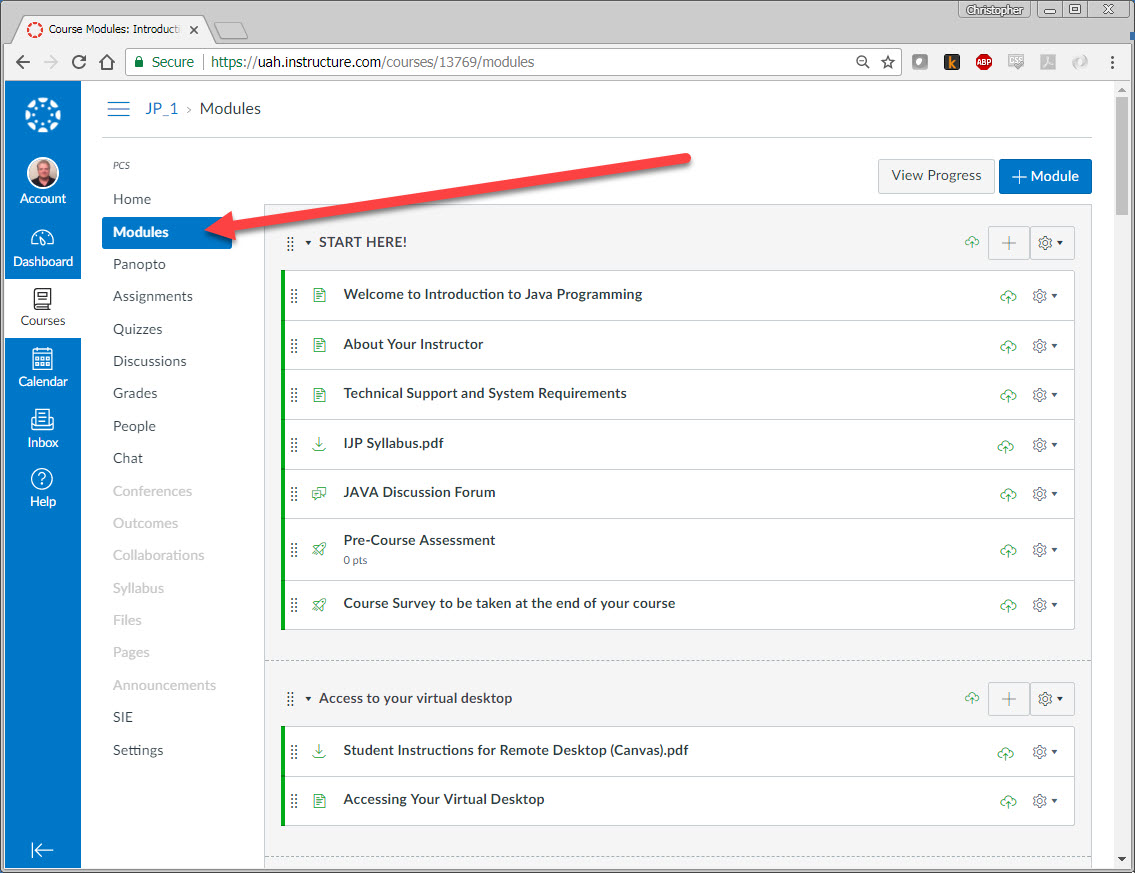 Christopher
Course Modules: Introducti
Secure
https://uah.instructure.com/courses/13769/modules
ABP
CSS
JP_1 › Modules
Account
Dashboard
Courses
Calendar
Inbox
Help
PCS
Home
Modules
Panopto
Assignments
Quizzes
Discussions
Grades
People
Chat
Conferences
Outcomes
Collaborations
Syllabus
Files
Pages
Announcements
SIE
Settings
View Progress
+ Module
START HERE!
Welcome to Introduction to Java Programming
About Your Instructor
Technical Support and System Requirements
IJP Syllabus.pdf
JAVA Discussion Forum
Pre-Course Assessment
0 pts
Course Survey to be taken at the end of your course
Access to your virtual desktop
Student Instructions for Remote Desktop (Canvas).pdf
Accessing Your Virtual Desktop